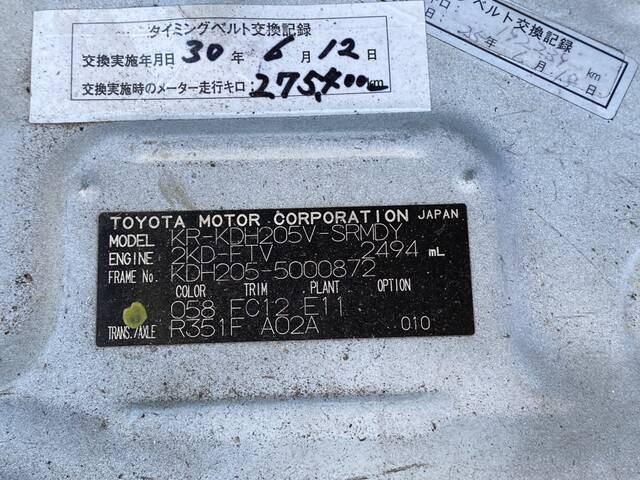 タイミングベルト交換記録
交換実施年月日 30 年 6 月 12 日
交換実施時のメーター走行キロ: 275,400km
ベルト交換記録
年 月 日
km
TOYOTA MOTOR CORPORATION JAPAN
MODEL KR-KDH205V-SRMDY
ENGINE 2KD-FTV 2494 mL
FRAME No. KDH205-5000872
COLOR TRIM PLANT OPTION
058 FC12 E11
TRANS./AXLE R351F A02A 010